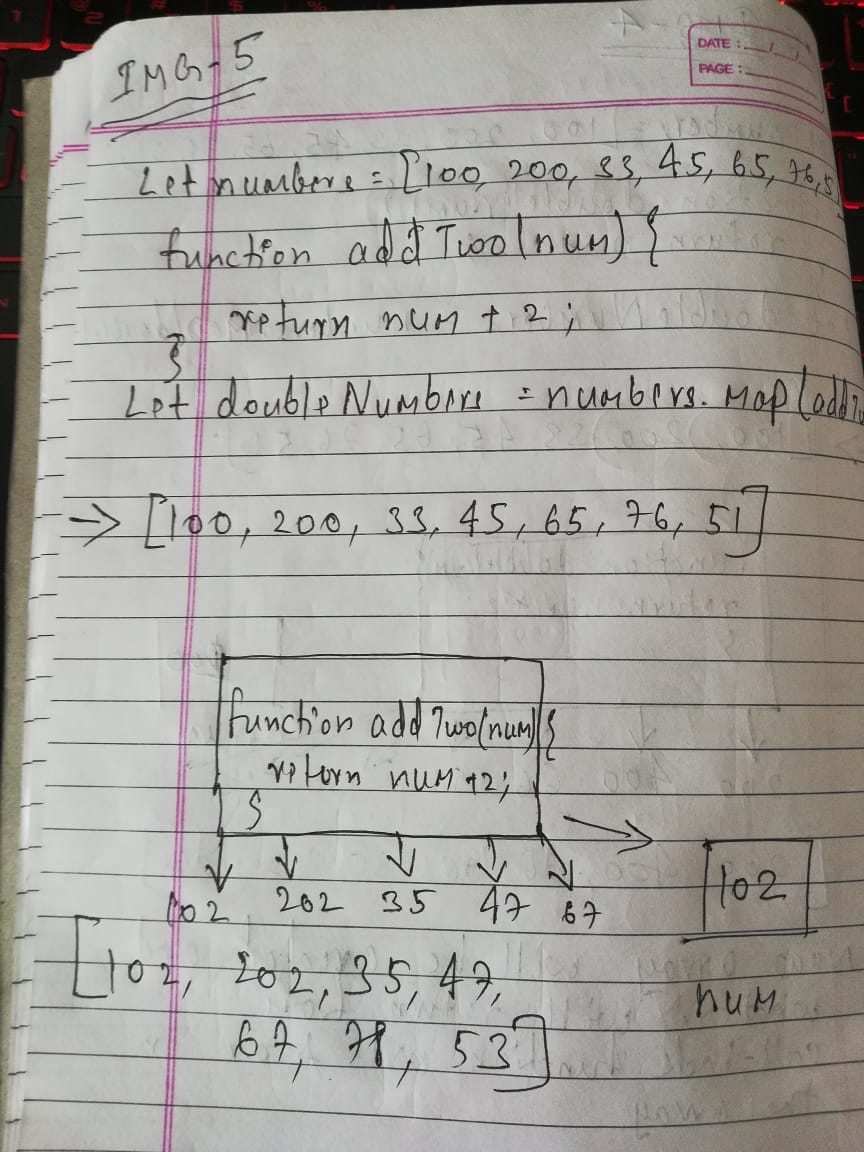 IMG-5
DATE :
PAGE :
Let numbers = [100, 200, 33, 45, 65, 76, 5
function addTwo(num) {
return num + 2;
}
Let doubleNumbers = numbers.map(addTw
⇒ [100, 200, 33, 45, 65, 76, 51]
function addTwo(num) {
return num +2;
}
102 202 35 47 67
102
[102, 202, 35, 47,
num
67, 78, 53]